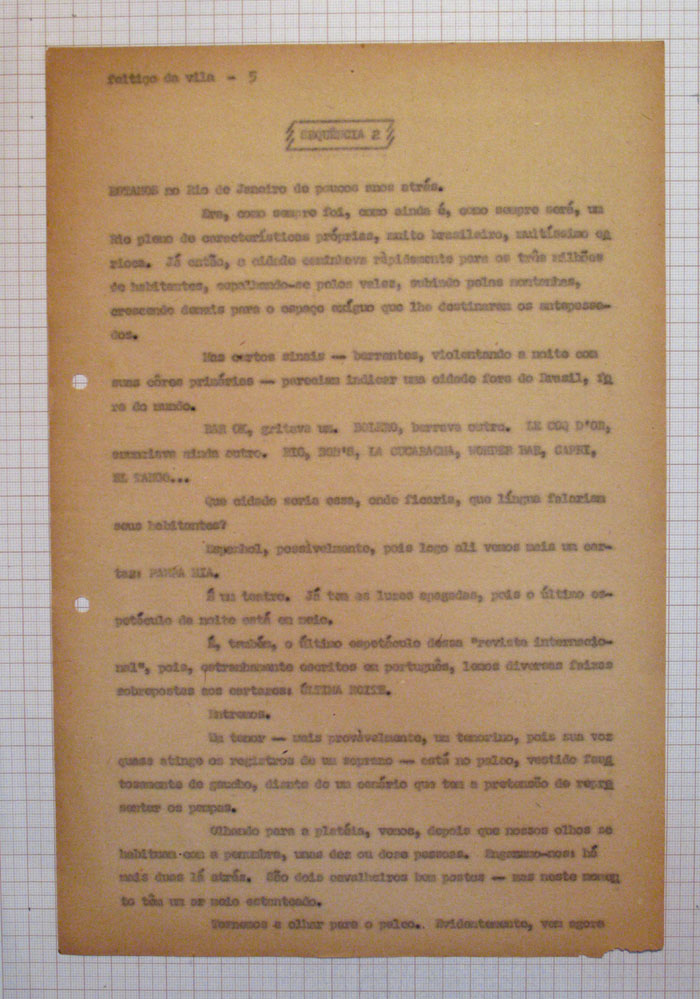 feitiço da vila - 5
SEQUÊNCIA 2
ESTAMOS no Rio de Janeiro de poucos anos atrás.
Era, como sempre foi, como ainda é, como sempre será, um
Rio pleno de características próprias, muito brasileiro, muitíssimo ca
rioca. Já então, a cidade caminhava ràpidamente para os três milhões
de habitantes, espalhando-se pelos vales, subindo pelas montanhas,
crescendo demais para o espaço exíguo que lhe destinaram os antepassa-
dos.
Mas certos sinais — berrantes, violentando a noite com
suas côres primárias — pareciam indicar uma cidade fora do Brasil, fo
ra do mundo.
BAR OK, gritava um. BOLERO, berrava outro. LE COQ D'OR,
anunciava ainda outro. RIO, BOB'S, LA CUCARACHA, WONDER BAR, CAPRI,
EL TANGO...
Que cidade seria essa, onde ficaria, que língua falariam
seus habitantes?
Espanhol, possìvelmente, pois logo ali vemos mais um car-
taz: PAMPA MIA.
É um teatro. Já tem as luzes apagadas, pois o último es-
petáculo da noite está em meio.
É, também, o último espetáculo dessa "revista internacio-
nal", pois, estranhamente escritos em português, lemos diversas faixas
sobrepostas aos cartazes: ÚLTIMA NOITE.
Entremos.
Um tenor — mais provàvelmente, um tenorino, pois sua voz
quase atinge os registros de um soprano — está no palco, vestido faus
tosamente de gaucho, diante de um cenário que tem a pretensão de repre
sentar os pampas.
Olhando para a platéia, vemos, depois que nossos olhos se
habituam com a penumbra, umas dez ou doze pessoas. Enganamo-nos: há
mais duas lá atrás. São dois cavalheiros bem postos — mas neste momen
to têm um ar meio estonteado.
Tornemos a olhar para o palco. Evidentemente, vem agora